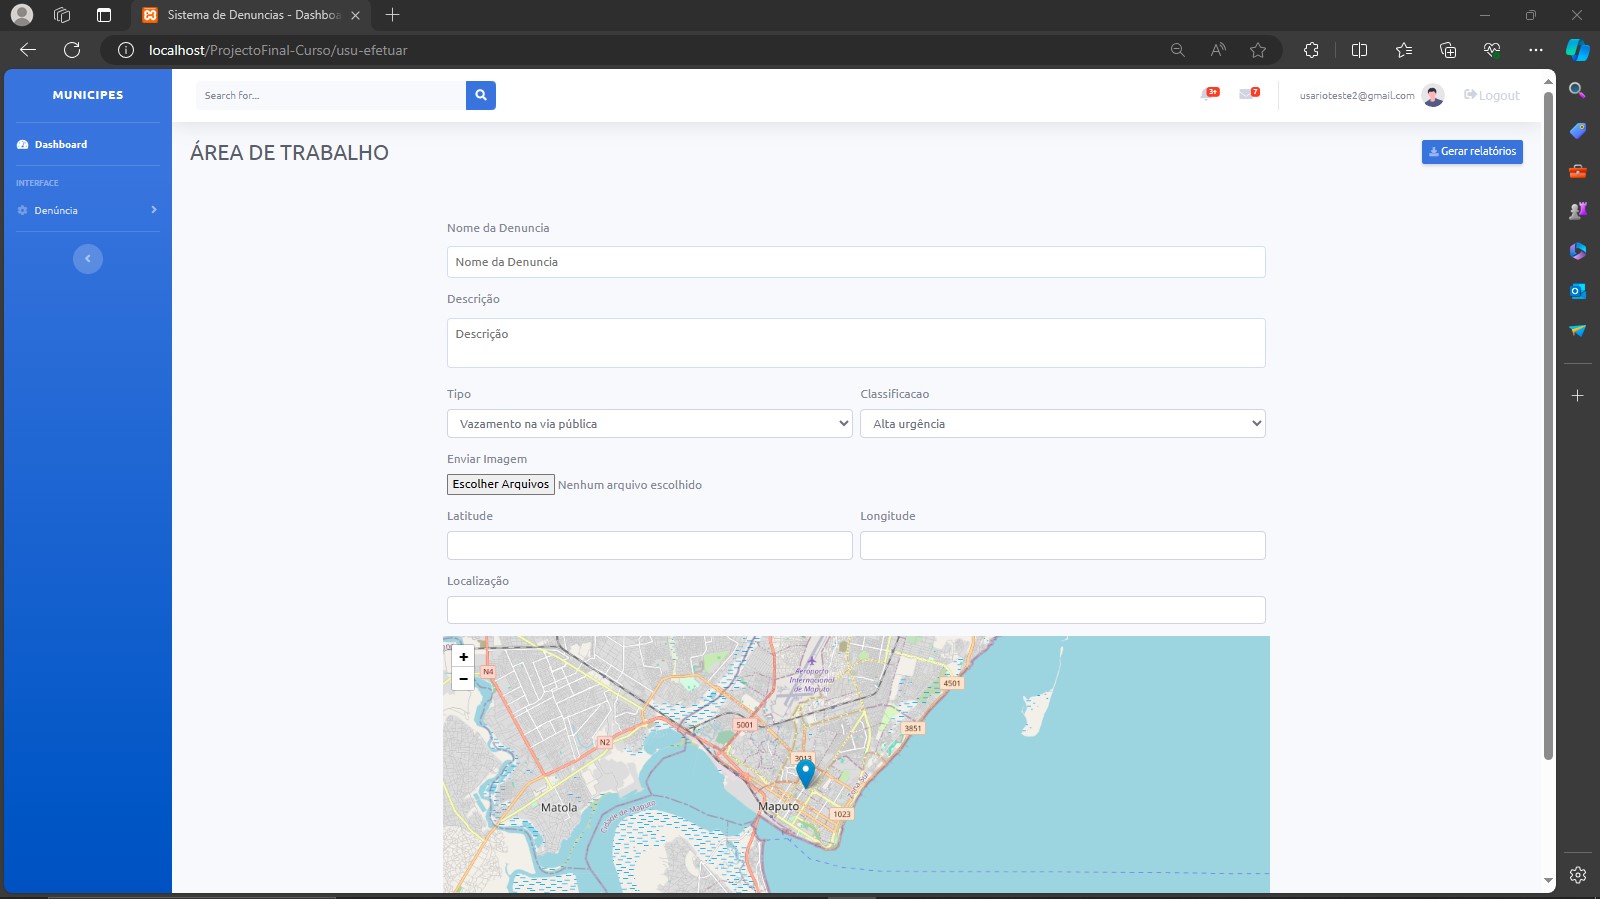 Sistema de Denuncias - Dashboa
localhost/ProjectoFinal-Curso/usu-efetuar
MUNICIPES
Search for...
3+
7
usarioteste2@gmail.com
Logout
Dashboard
ÁREA DE TRABALHO
Gerar relatórios
INTERFACE
Denúncia
Nome da Denuncia
Nome da Denuncia
Descrição
Descrição
Tipo
Classificacao
Vazamento na via pública
Alta urgência
Enviar Imagem
Escolher Arquivos Nenhum arquivo escolhido
Latitude
Longitude
Localização
+
−
N4
Aeroporto
Internacional
de Maputo
4501
5001
3851
N2
3013
Matola
Maputo
1023
Cidade de Maputo